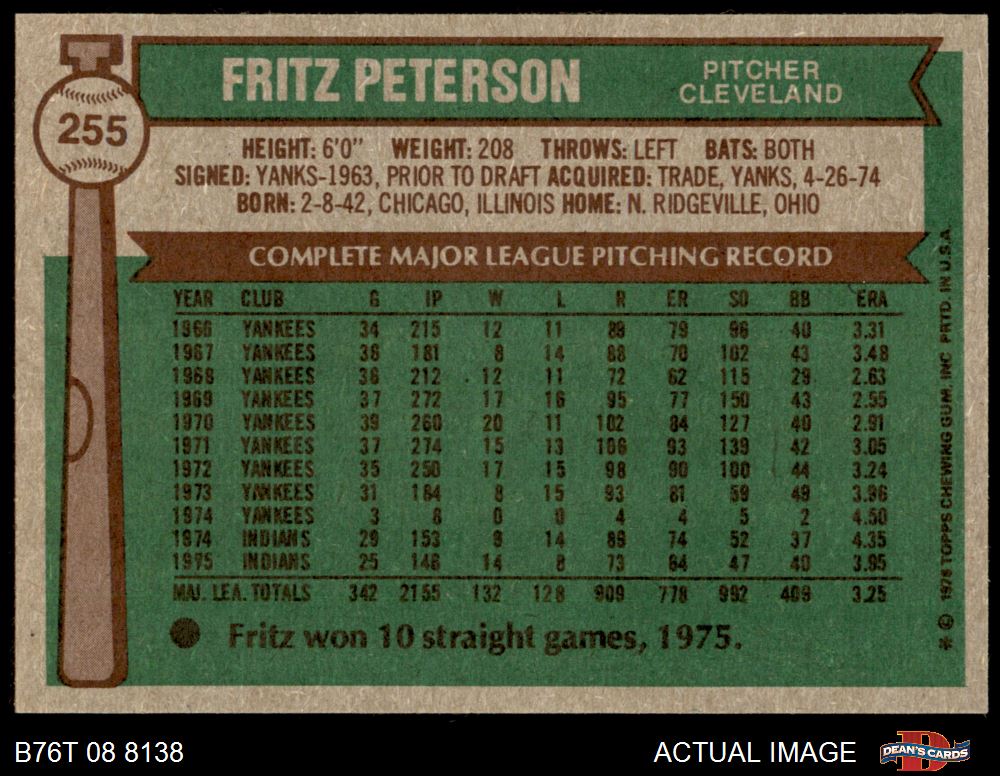 FRITZ PETERSON
PITCHER
CLEVELAND
255
HEIGHT: 6'0" WEIGHT: 208 THROWS: LEFT BATS: BOTH
SIGNED: YANKS-1963, PRIOR TO DRAFT ACQUIRED: TRADE, YANKS, 4-26-74
BORN: 2-8-42, CHICAGO, ILLINOIS HOME: N. RIDGEVILLE, OHIO
COMPLETE MAJOR LEAGUE PITCHING RECORD
YEAR CLUB G IP W L R ER SO BB ERA
1966 YANKEES 34 215 12 11 89 79 96 40 3.31
1967 YANKEES 36 181 8 14 88 70 102 43 3.48
1968 YANKEES 36 212 12 11 72 62 115 29 2.63
1969 YANKEES 37 272 17 16 95 77 150 43 2.55
1970 YANKEES 39 260 20 11 102 84 127 40 2.91
1971 YANKEES 37 274 15 13 106 93 139 42 3.05
1972 YANKEES 35 250 17 15 98 90 100 44 3.24
1973 YANKEES 31 184 8 15 93 81 59 49 3.96
1974 YANKEES 3 8 0 0 4 4 5 2 4.50
1974 INDIANS 29 153 9 14 89 74 52 37 4.35
1975 INDIANS 25 146 14 8 73 64 47 40 3.95
MAJ. LEA. TOTALS 342 2155 132 128 909 778 992 409 3.25
Fritz won 10 straight games, 1975.
* © 1976 TOPPS CHEWING GUM, INC PRTD. IN U.S.A.
B76T 08 8138
ACTUAL IMAGE
DEAN'S CARDS